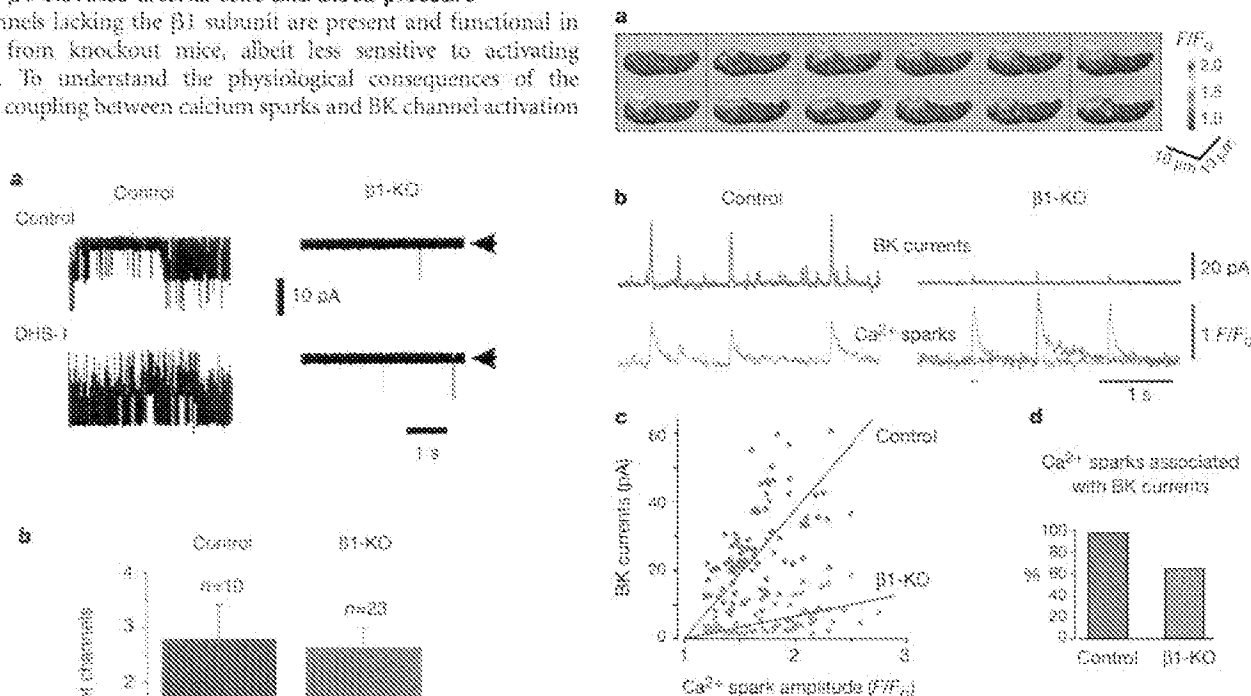 nnels lacking the β1 subunit are present and functional in
from knockout mice, albeit less sensitive to activating
. To understand the physiological consequences of the
coupling between calcium sparks and BK channel activation
a
Control
β1-KO
Control
10 pA
DHS-I
1 s
b
Control
β1-KO
n=10
n=23
4
3
2
channels
a
F/F₀
2.0
1.5
1.0
10 µm
b
Control
β1-KO
BK currents
20 pA
Ca²⁺ sparks
1 F/F₀
1 s
c
BK currents (pA)
60
40
20
0
1
2
3
Control
β1-KO
Ca²⁺ spark amplitude (F/F₀)
d
Ca²⁺ sparks associated
with BK currents
%
100
80
60
40
20
0
Control
β1-KO